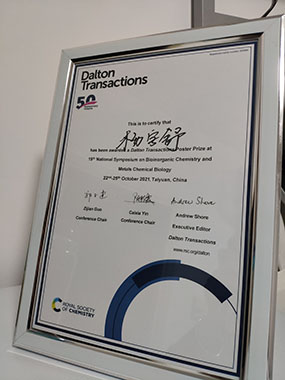 Dalton
Transactions
50
This is to certify that
杨宇舒
has been awarded a Dalton Transactions Poster Prize at
15th National Symposium on Bioinorganic Chemistry and
Metals Chemical Biology
22nd-25th October 2021, Taiyuan, China
Zijian Guo
Conference Chair
Caixia Yin
Conference Chair
Andrew Shore
Andrew Shore
Executive Editor
Dalton Transactions
www.rsc.org/dalton
ROYAL SOCIETY
OF CHEMISTRY